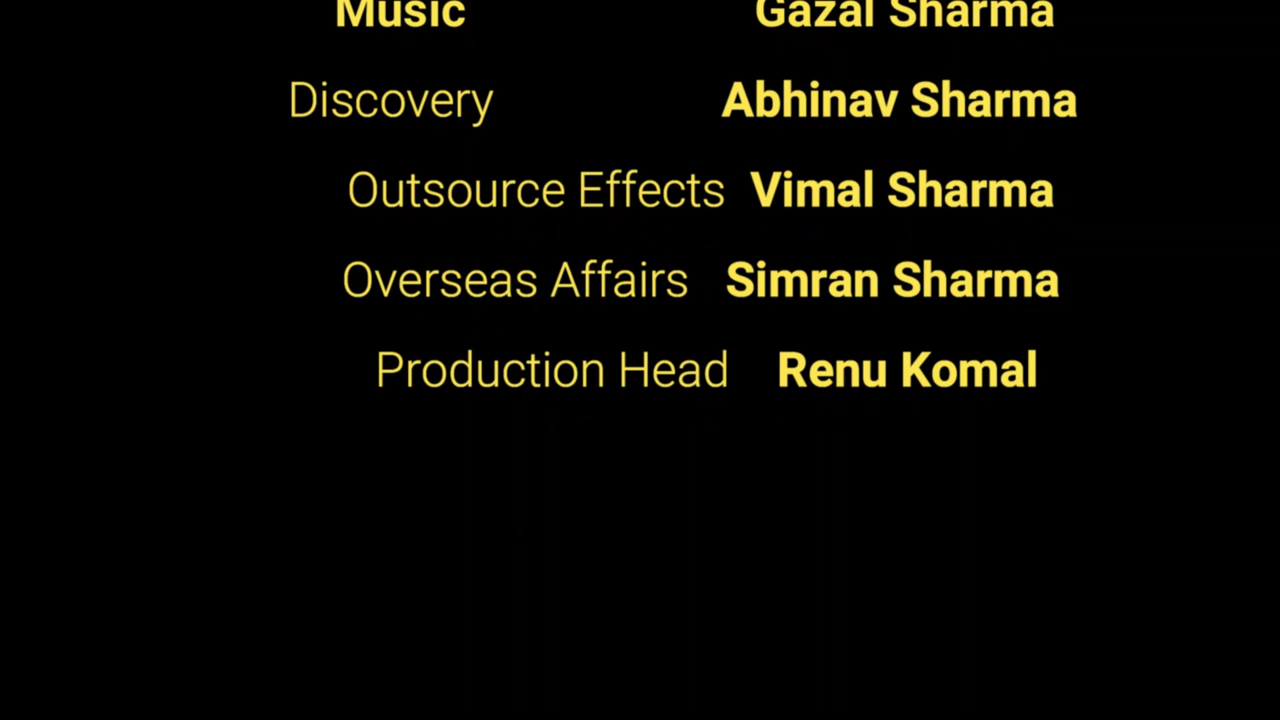 Music Gazal Sharma
Discovery Abhinav Sharma
Outsource Effects Vimal Sharma
Overseas Affairs Simran Sharma
Production Head Renu Komal